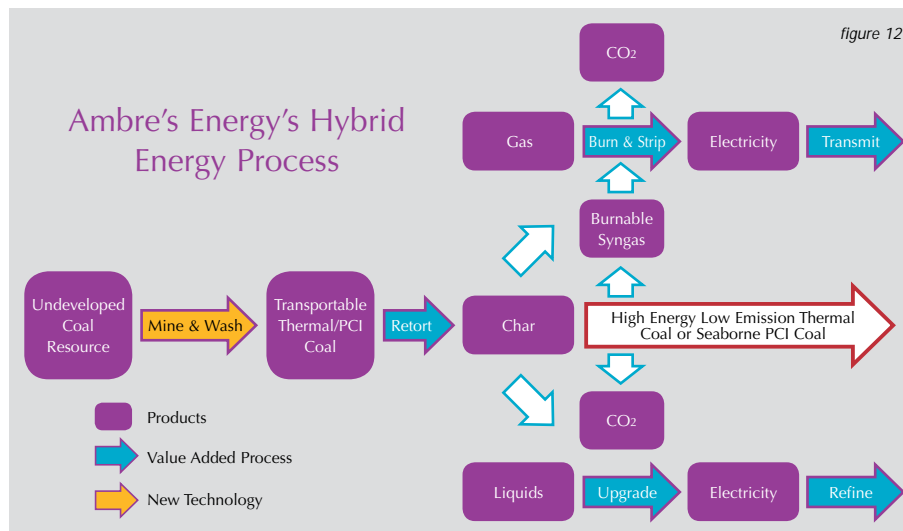 figure 12
CO2
Ambre's Energy's Hybrid
Energy Process
Gas
Burn & Strip
Electricity
Transmit
Burnable
Syngas
Undeveloped
Coal
Resource
Mine & Wash
Transportable
Thermal/PCI
Coal
Retort
Char
High Energy Low Emission Thermal
Coal or Seaborne PCI Coal
CO2
Products
Value Added Process
New Technology
Liquids
Upgrade
Electricity
Refine